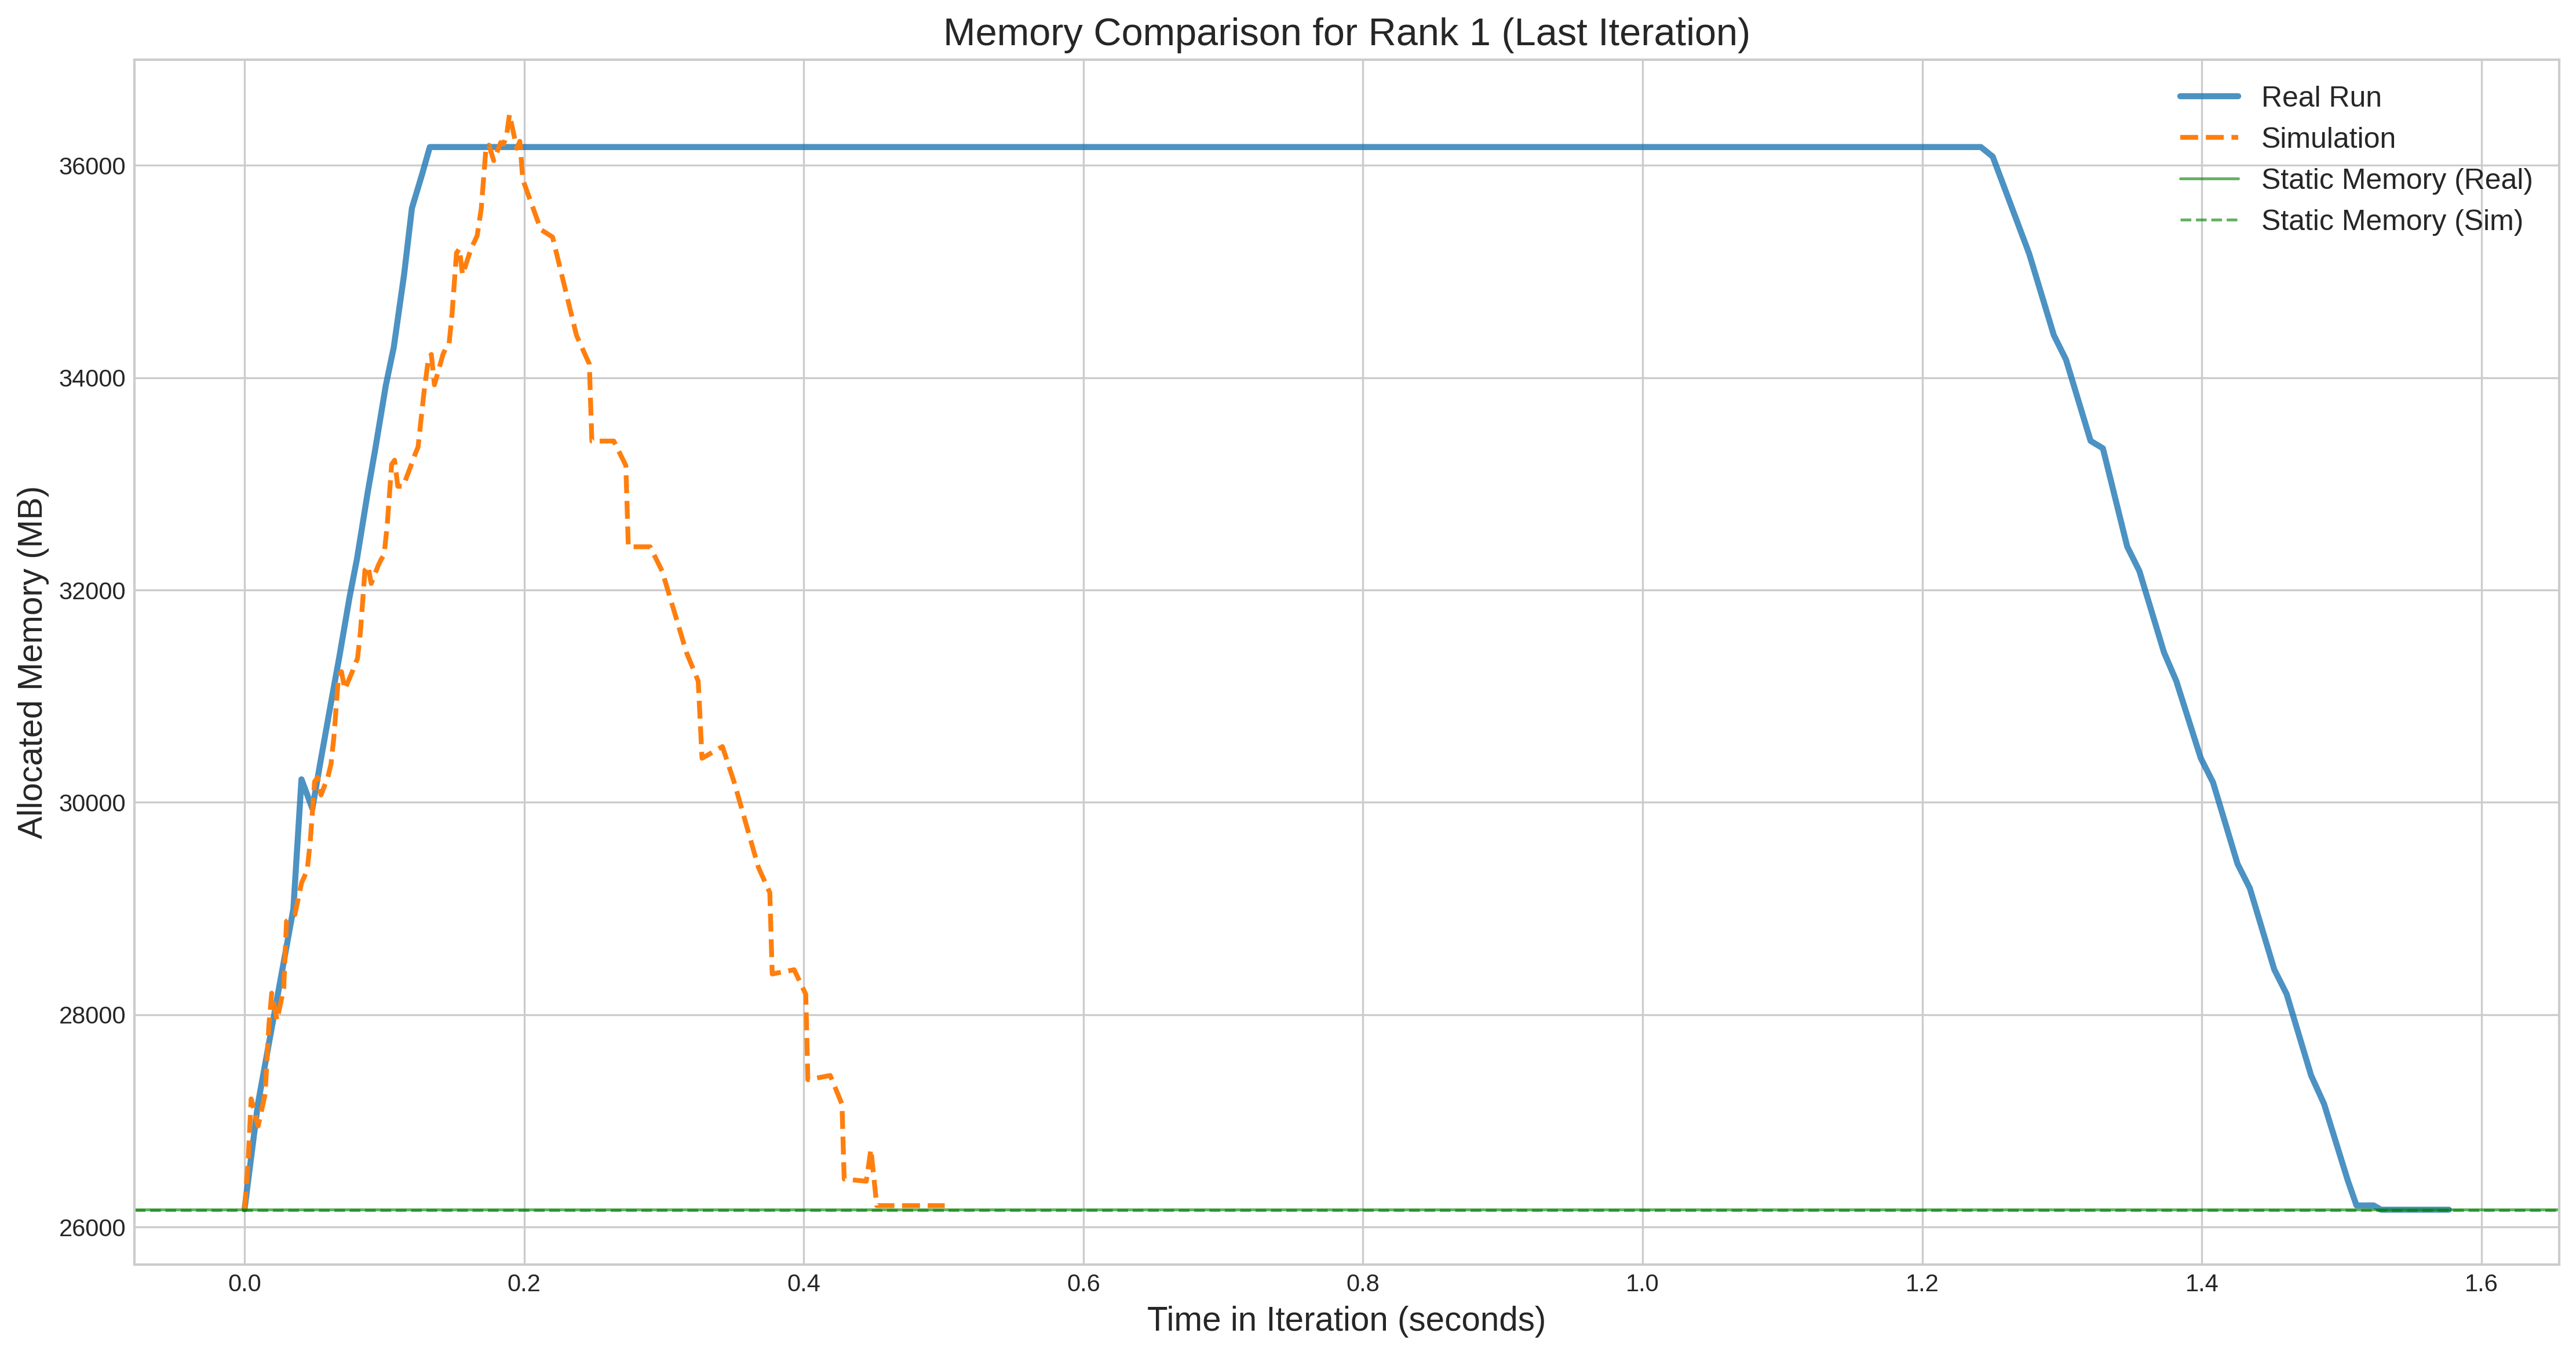 Memory Comparison for Rank 1 (Last Iteration)
Real Run
Simulation
Static Memory (Real)
Static Memory (Sim)
Allocated Memory (MB)
36000
34000
32000
30000
28000
26000
0.0 0.2 0.4 0.6 0.8 1.0 1.2 1.4 1.6
Time in Iteration (seconds)